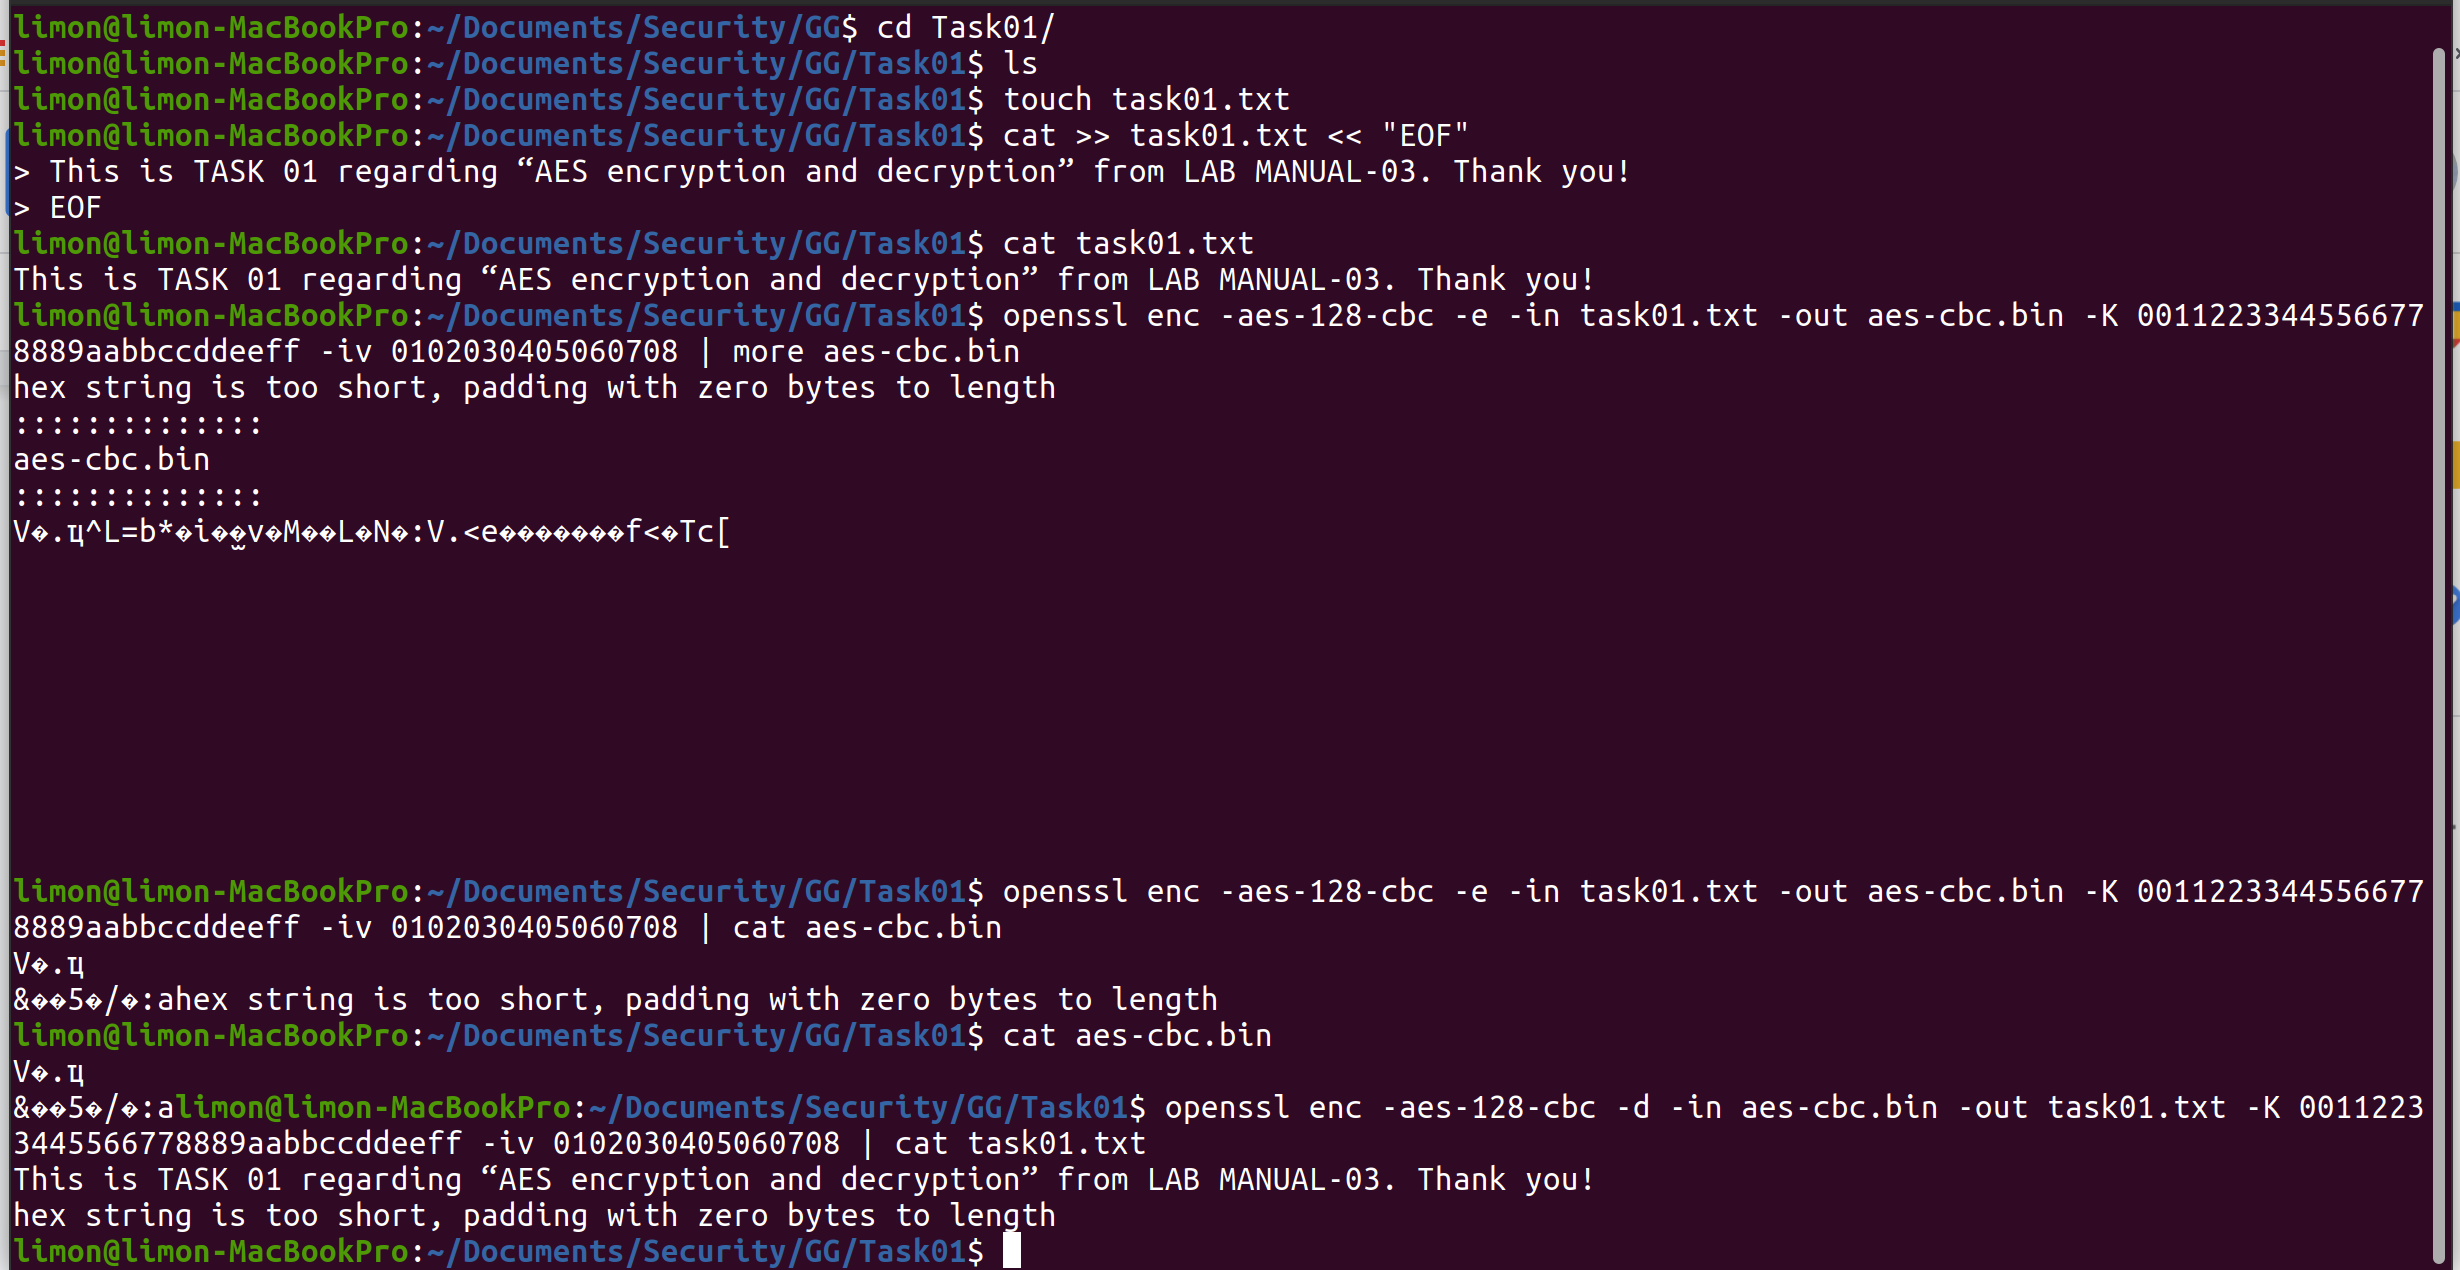 limon@limon-MacBookPro:~/Documents/Security/GG$ cd Task01/
limon@limon-MacBookPro:~/Documents/Security/GG/Task01$ ls
limon@limon-MacBookPro:~/Documents/Security/GG/Task01$ touch task01.txt
limon@limon-MacBookPro:~/Documents/Security/GG/Task01$ cat >> task01.txt << "EOF"
> This is TASK 01 regarding “AES encryption and decryption” from LAB MANUAL-03. Thank you!
> EOF
limon@limon-MacBookPro:~/Documents/Security/GG/Task01$ cat task01.txt
This is TASK 01 regarding “AES encryption and decryption” from LAB MANUAL-03. Thank you!
limon@limon-MacBookPro:~/Documents/Security/GG/Task01$ openssl enc -aes-128-cbc -e -in task01.txt -out aes-cbc.bin -K 0011223344556677
8889aabbccddeeff -iv 0102030405060708 | more aes-cbc.bin
hex string is too short, padding with zero bytes to length
::::::::::::::
aes-cbc.bin
::::::::::::::
V�.ҵ^L=b*�i��̫v�M��L�N�:V.<e�������f<�Tc[
limon@limon-MacBookPro:~/Documents/Security/GG/Task01$ openssl enc -aes-128-cbc -e -in task01.txt -out aes-cbc.bin -K 0011223344556677
8889aabbccddeeff -iv 0102030405060708 | cat aes-cbc.bin
V�.ҵ
&��5�/�:ahex string is too short, padding with zero bytes to length
limon@limon-MacBookPro:~/Documents/Security/GG/Task01$ cat aes-cbc.bin
V�.ҵ
&��5�/�:alimon@limon-MacBookPro:~/Documents/Security/GG/Task01$ openssl enc -aes-128-cbc -d -in aes-cbc.bin -out task01.txt -K 0011223
3445566778889aabbccddeeff -iv 0102030405060708 | cat task01.txt
This is TASK 01 regarding “AES encryption and decryption” from LAB MANUAL-03. Thank you!
hex string is too short, padding with zero bytes to length
limon@limon-MacBookPro:~/Documents/Security/GG/Task01$